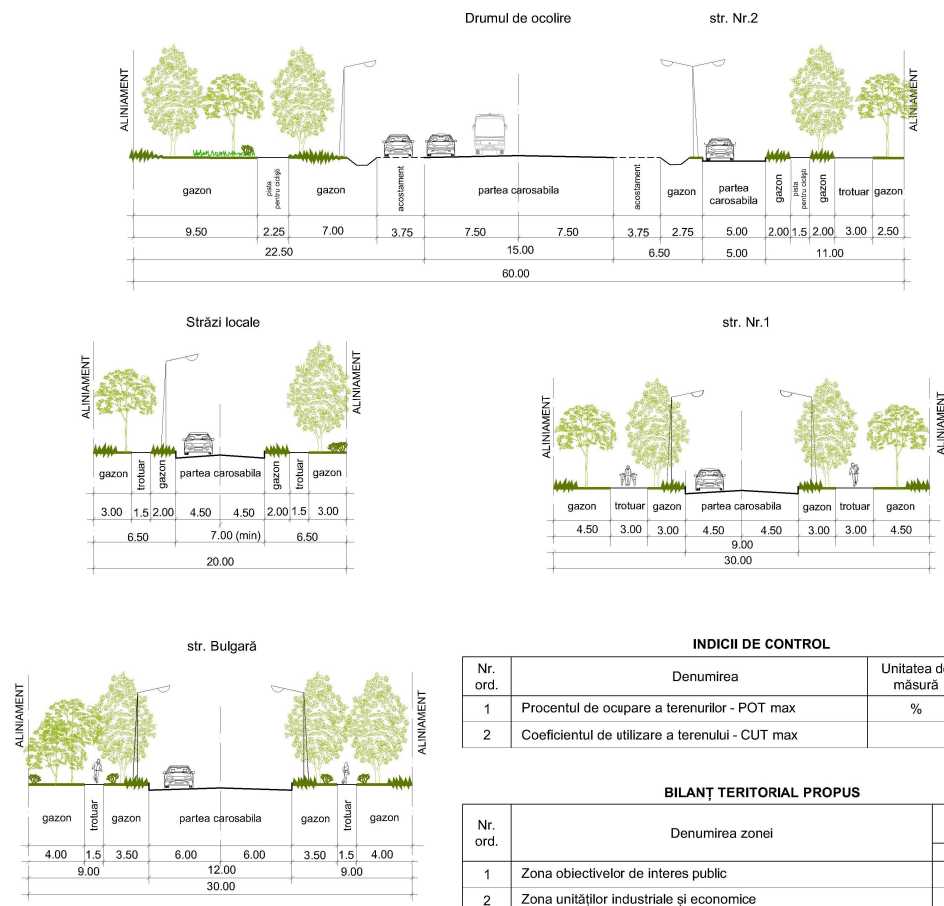 Drumul de ocolire str. Nr.2
ALINIAMENT
ALINIAMENT
gazon pista pentru ciclişti gazon acostament partea carosabila acostament gazon partea carosabila gazon pista pentru ciclişti gazon trotuar gazon
9.50 2.25 7.00 3.75 7.50 7.50 3.75 2.75 5.00 2.00 1.5 2.00 3.00 2.50
22.50 15.00 6.50 5.00 11.00
60.00
Străzi locale
ALINIAMENT
ALINIAMENT
gazon trotuar gazon partea carosabila gazon trotuar gazon
3.00 1.5 2.00 4.50 4.50 2.00 1.5 3.00
6.50 7.00 (min) 6.50
20.00
str. Nr.1
ALINIAMENT
ALINIAMENT
gazon trotuar gazon partea carosabila gazon trotuar gazon
4.50 3.00 3.00 4.50 4.50 3.00 3.00 4.50
9.00
30.00
str. Bulgară
ALINIAMENT
ALINIAMENT
gazon trotuar gazon partea carosabila gazon trotuar gazon
4.00 1.5 3.50 6.00 6.00 3.50 1.5 4.00
9.00 12.00 9.00
30.00
INDICII DE CONTROL
Nr. ord. Denumirea Unitatea de măsură
1 Procentul de ocupare a terenurilor - POT max %
2 Coeficientul de utilizare a terenului - CUT max
BILANȚ TERITORIAL PROPUS
Nr. ord. Denumirea zonei
1 Zona obiectivelor de interes public
2 Zona unităților industriale și economice